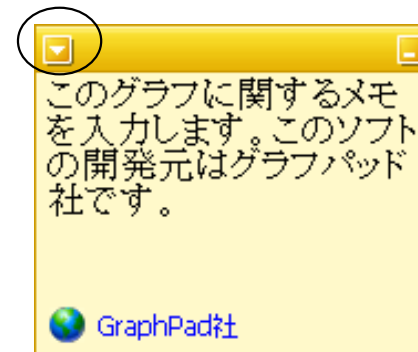 このグラフに関するメモ
を入力します。このソフト
の開発元はグラフパッド
社です。
GraphPad社